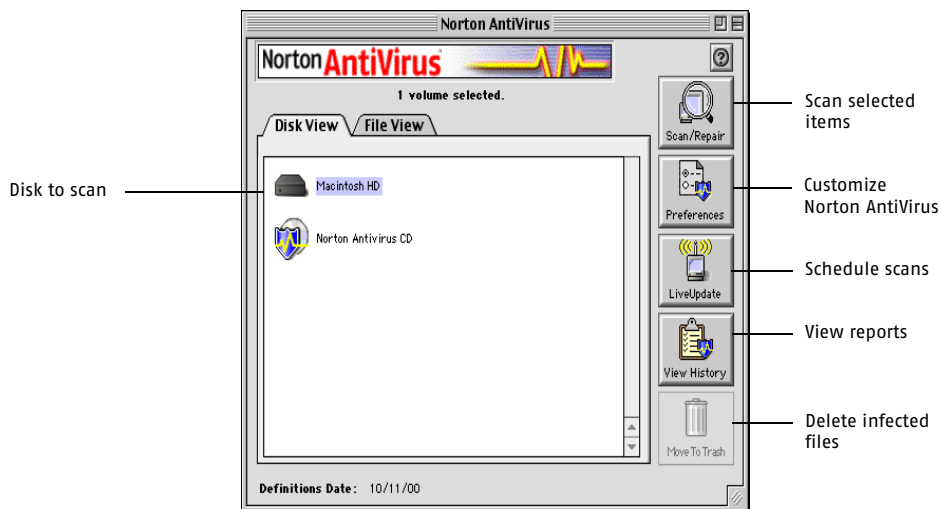 Norton AntiVirus
Norton AntiVirus
1 volume selected.
Disk View
File View
Disk to scan
Macintosh HD
Norton Antivirus CD
Scan/Repair
Scan selected
items
Preferences
Customize
Norton AntiVirus
LiveUpdate
Schedule scans
View History
View reports
Move To Trash
Delete infected
files
Definitions Date: 10/11/00